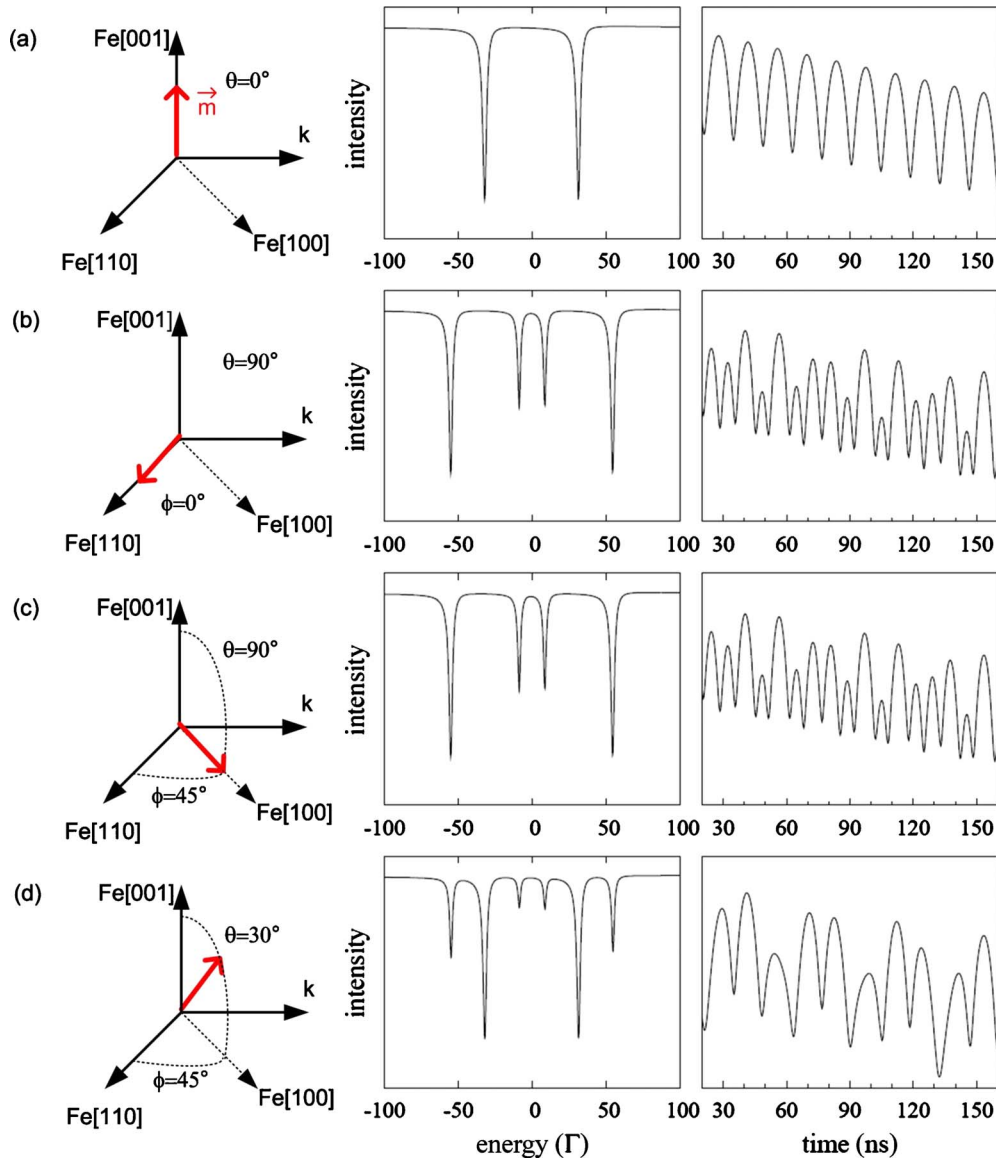 (a)
Fe[001]
θ=0°
m
k
Fe[110]
Fe[100]
intensity
-100 -50 0 50 100
30 60 90 120 150
(b)
Fe[001]
θ=90°
k
ϕ=0°
Fe[110]
Fe[100]
intensity
-100 -50 0 50 100
30 60 90 120 150
(c)
Fe[001]
θ=90°
k
ϕ=45°
Fe[110]
Fe[100]
intensity
-100 -50 0 50 100
30 60 90 120 150
(d)
Fe[001]
θ=30°
k
ϕ=45°
Fe[110]
Fe[100]
intensity
-100 -50 0 50 100
energy (Γ)
30 60 90 120 150
time (ns)